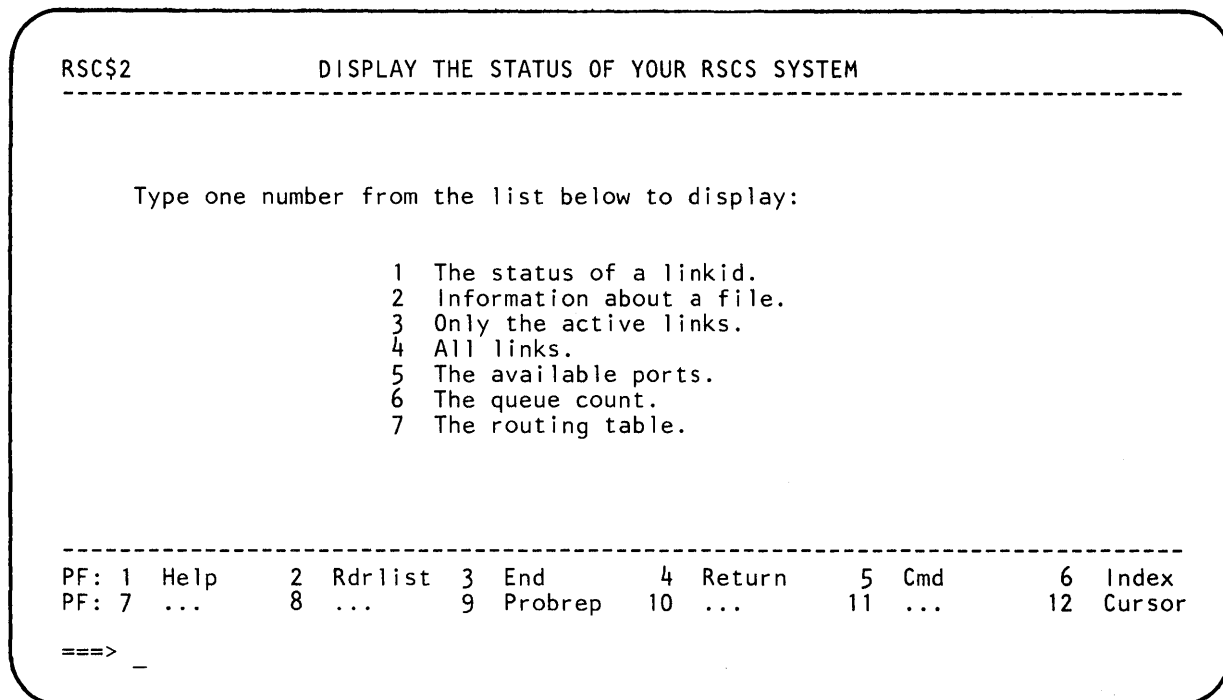 RSC$2 DISPLAY THE STATUS OF YOUR RSCS SYSTEM
--------------------------------------------------------------------------------
Type one number from the list below to display:
1 The status of a linkid.
2 Information about a file.
3 Only the active links.
4 All links.
5 The available ports.
6 The queue count.
7 The routing table.
--------------------------------------------------------------------------------
PF: 1 Help 2 Rdrlist 3 End 4 Return 5 Cmd 6 Index
PF: 7 ... 8 ... 9 Probrep 10 ... 11 ... 12 Cursor
===> _